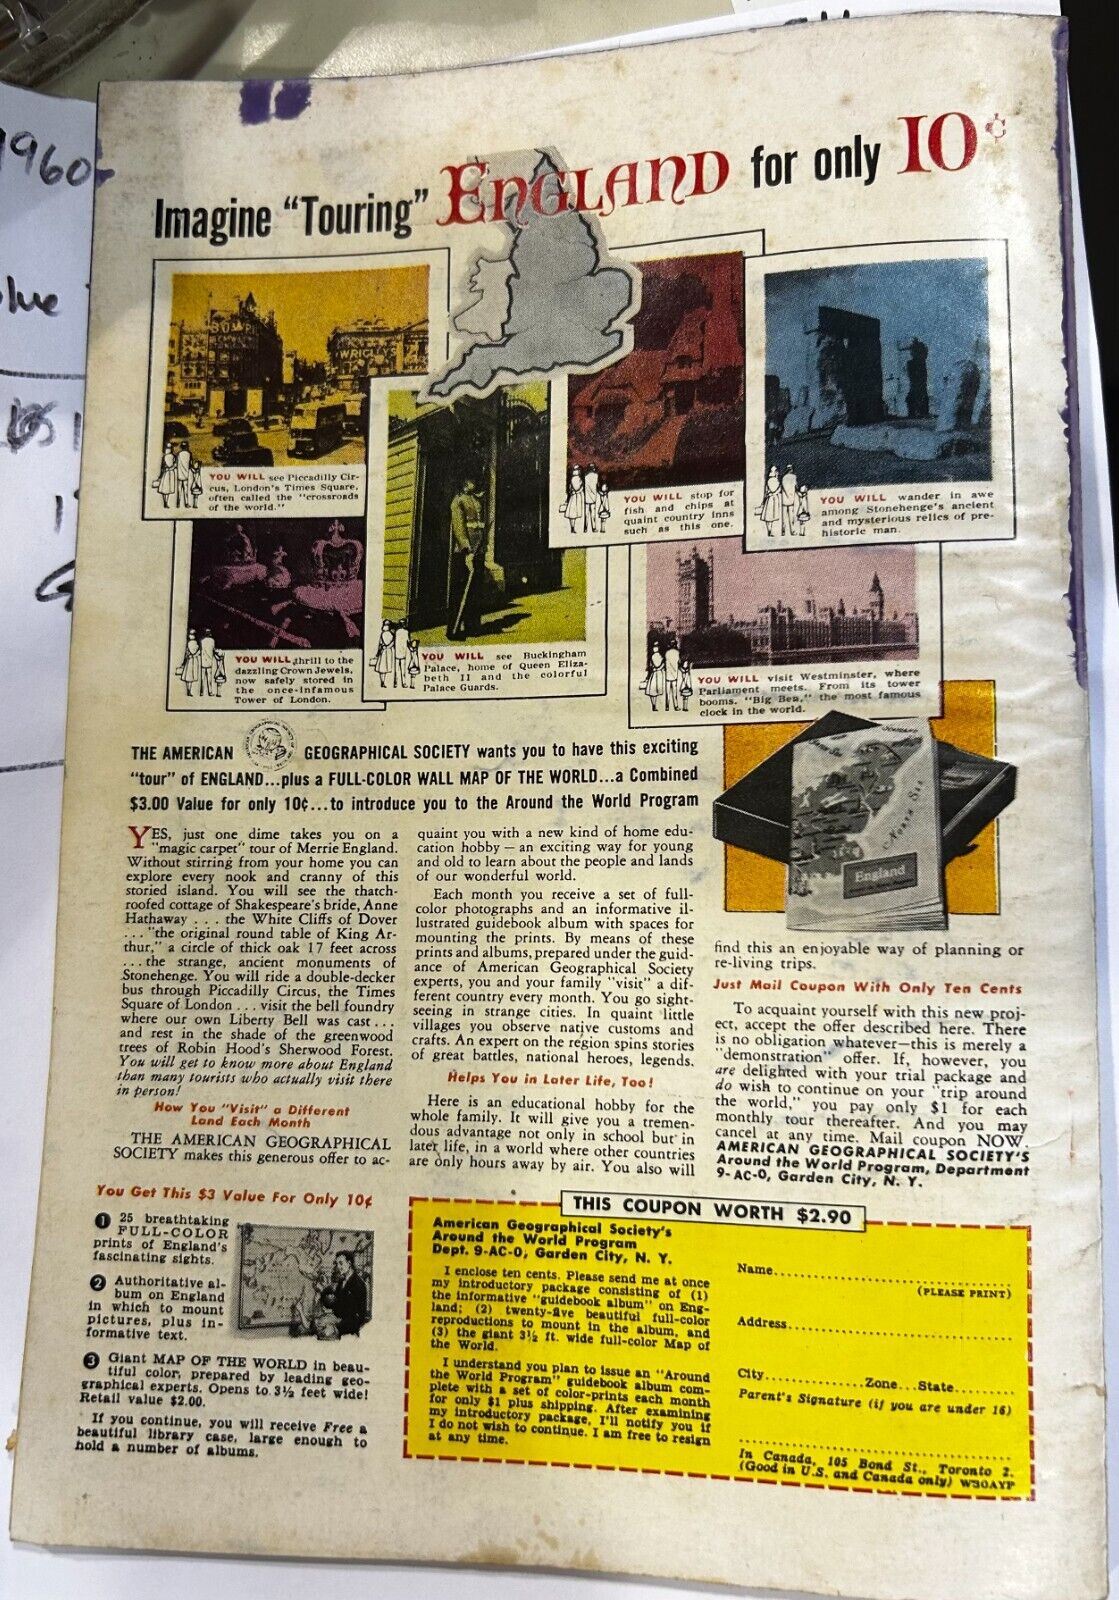 1960
Imagine "Touring" ENGLAND for only 10¢
BOVRIL
WRIGLEY'S
YOU WILL see Piccadilly Cir-
cus, London's Times Square,
often called the "crossroads
of the world."
YOU WILL stop for
fish and chips at
quaint country inns
such as this one.
YOU WILL wander in awe
among Stonehenge's ancient
and mysterious relics of pre-
historic man.
YOU WILL thrill to the
dazzling Crown Jewels,
now safely stored in
the once-infamous
Tower of London.
YOU WILL see Buckingham
Palace, home of Queen Eliza-
beth II and the colorful
Palace Guards.
YOU WILL visit Westminster, where
Parliament meets. From its tower
booms, "Big Ben," the most famous
clock in the world.
THE AMERICAN GEOGRAPHICAL SOCIETY wants you to have this exciting
"tour" of ENGLAND...plus a FULL-COLOR WALL MAP OF THE WORLD...a Combined
$3.00 Value for only 10¢...to introduce you to the Around the World Program
YES, just one dime takes you on a
"magic carpet" tour of Merrie England.
Without stirring from your home you can
explore every nook and cranny of this
storied island. You will see the thatch-
roofed cottage of Shakespeare's bride, Anne
Hathaway . . . the White Cliffs of Dover
. . . "the original round table of King Ar-
thur," a circle of thick oak 17 feet across
. . . the strange, ancient monuments of
Stonehenge. You will ride a double-decker
bus through Piccadilly Circus, the Times
Square of London . . . visit the bell foundry
where our own Liberty Bell was cast . . .
and rest in the shade of the greenwood
trees of Robin Hood's Sherwood Forest.
You will get to know more about England
than many tourists who actually visit there
in person!
How You "Visit" a Different
Land Each Month
THE AMERICAN GEOGRAPHICAL
SOCIETY makes this generous offer to ac-
quaint you with a new kind of home edu-
cation hobby — an exciting way for young
and old to learn about the people and lands
of our wonderful world.
Each month you receive a set of full-
color photographs and an informative il-
lustrated guidebook album with spaces for
mounting the prints. By means of these
prints and albums, prepared under the guid-
ance of American Geographical Society
experts, you and your family "visit" a dif-
ferent country every month. You go sight-
seeing in strange cities. In quaint little
villages you observe native customs and
crafts. An expert on the region spins stories
of great battles, national heroes, legends.
Helps You in Later Life, Too!
Here is an educational hobby for the
whole family. It will give you a tremen-
dous advantage not only in school but in
later life, in a world where other countries
are only hours away by air. You also will
North Sea
England
find this an enjoyable way of planning or
re-living trips.
Just Mail Coupon With Only Ten Cents
To acquaint yourself with this new proj-
ect, accept the offer described here. There
is no obligation whatever—this is merely a
"demonstration" offer. If, however, you
are delighted with your trial package and
do wish to continue on your "trip around
the world," you pay only $1 for each
monthly tour thereafter. And you may
cancel at any time. Mail coupon NOW.
AMERICAN GEOGRAPHICAL SOCIETY'S
Around the World Program, Department
9-AC-O, Garden City, N. Y.
You Get This $3 Value For Only 10¢
1 25 breathtaking
FULL-COLOR
prints of England's
fascinating sights.
2 Authoritative al-
bum on England
in which to mount
pictures, plus in-
formative text.
3 Giant MAP OF THE WORLD in beau-
tiful color, prepared by leading geo-
graphical experts. Opens to 3½ feet wide!
Retail value $2.00.
If you continue, you will receive Free a
beautiful library case, large enough to
hold a number of albums.
THIS COUPON WORTH $2.90
American Geographical Society's
Around the World Program
Dept. 9-AC-O, Garden City, N. Y.
I enclose ten cents. Please send me at once
my introductory package consisting of (1)
the informative "guidebook album" on Eng-
land; (2) twenty-five beautiful full-color
reproductions to mount in the album, and
(3) the giant 3½ ft. wide full-color Map of
the World.
I understand you plan to issue an "Around
the World Program" guidebook album com-
plete with a set of color-prints each month
for only $1 plus shipping. After examining
my introductory package, I'll notify you if
I do not wish to continue. I am free to resign
at any time.
Name
(PLEASE PRINT)
Address
City Zone State
Parent's Signature (if you are under 16)
In Canada, 105 Bond St., Toronto 2.
(Good in U.S. and Canada only) W30AYP